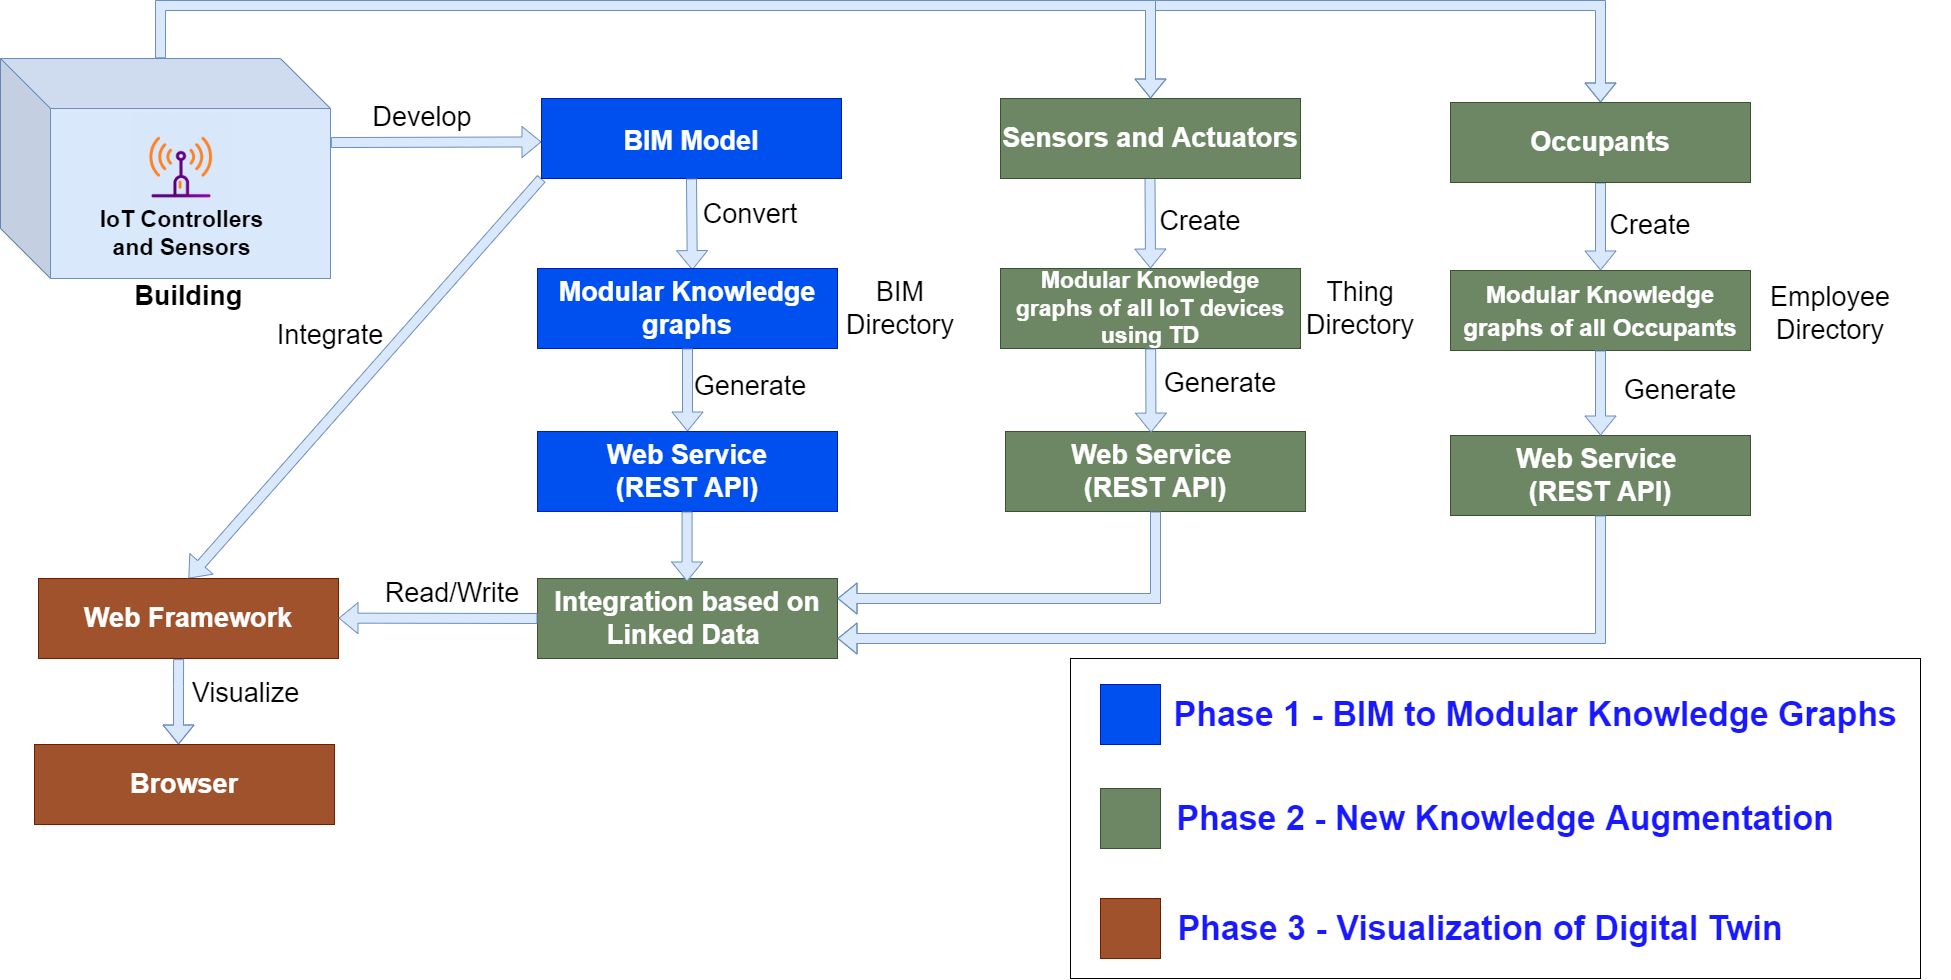 Develop
BIM Model
Sensors and Actuators
Occupants
IoT Controllers
and Sensors
Building
Convert
Create
Create
Integrate
Modular Knowledge
graphs
BIM
Directory
Modular Knowledge
graphs of all IoT devices
using TD
Thing
Directory
Modular Knowledge
graphs of all Occupants
Employee
Directory
Generate
Generate
Generate
Web Service
(REST API)
Web Service
(REST API)
Web Service
(REST API)
Web Framework
Read/Write
Integration based on
Linked Data
Visualize
Browser
Phase 1 - BIM to Modular Knowledge Graphs
Phase 2 - New Knowledge Augmentation
Phase 3 - Visualization of Digital Twin